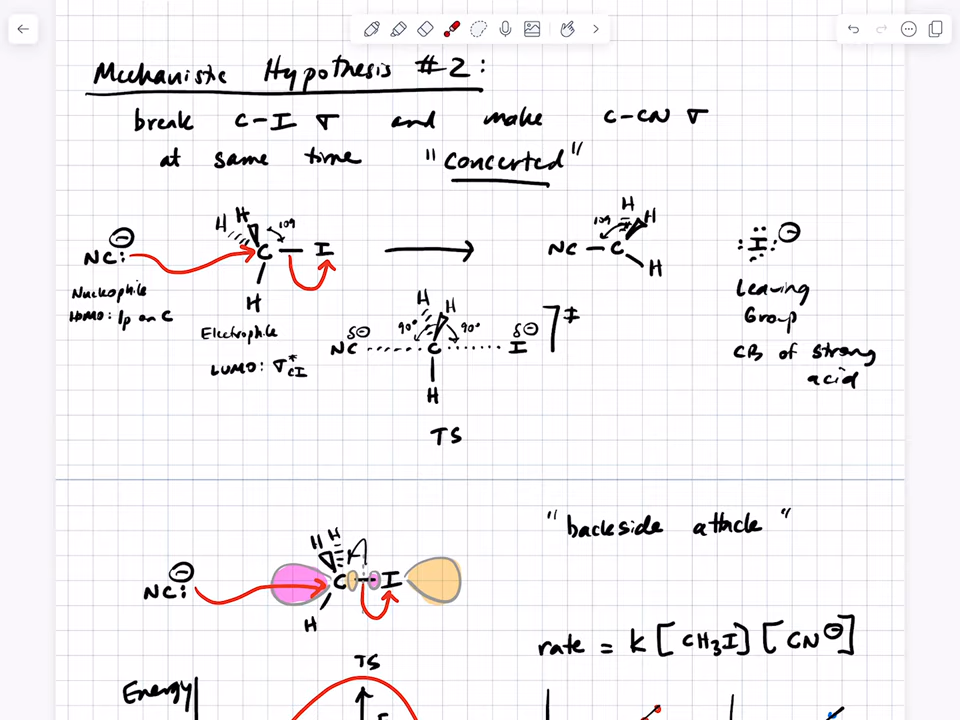 Mechanistic Hypothesis #2:
break C-I σ and make C-CN σ
at same time "concerted"
H H 109
NC:⊖ C-I
H
Nucleophile
HOMO: lp on C
Electrophile
LUMO: σ*CI
H H
109
NC-C
H
:I:⊖
Leaving
Group
CB of strong
acid
H H
90° 90°
δ⊖ δ⊖ ‡
NC C I
H
TS
"backside attack"
H H
NC:⊖ C-I
H
rate = k [CH3I] [CN⊖]
TS
Energy